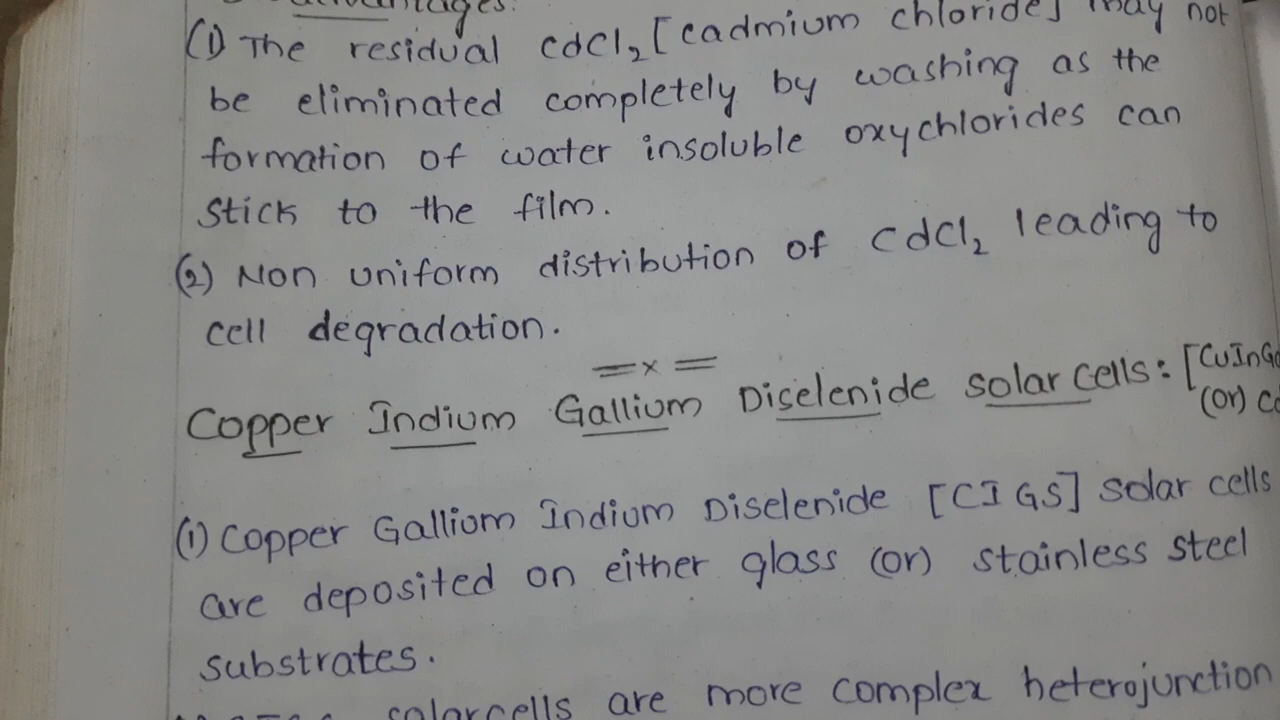 (1) The residual CdCl2 [cadmium chloride] may not
be eliminated completely by washing as the
formation of water insoluble oxychlorides can
stick to the film.
(2) Non uniform distribution of CdCl2 leading to
cell degradation.
=x=
Copper Indium Gallium Diselenide solar cells: [CuInGa
(or)
(1) Copper Gallium Indium Diselenide [CIGS] solar cells
are deposited on either glass (or) stainless steel
substrates.
solarcells are more complex heterojunction